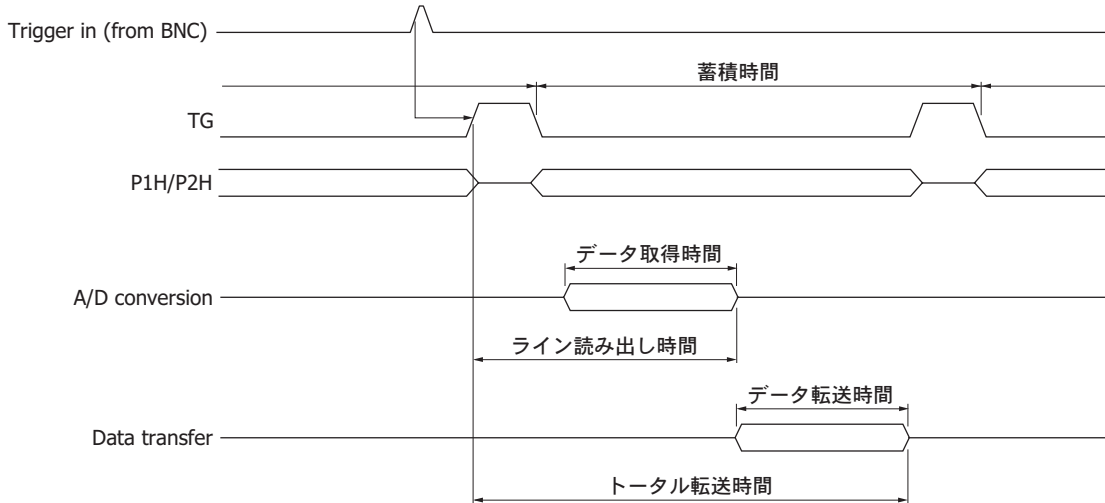 Trigger in (from BNC)
蓄積時間
TG
P1H/P2H
データ取得時間
A/D conversion
ライン読み出し時間
データ転送時間
Data transfer
トータル転送時間